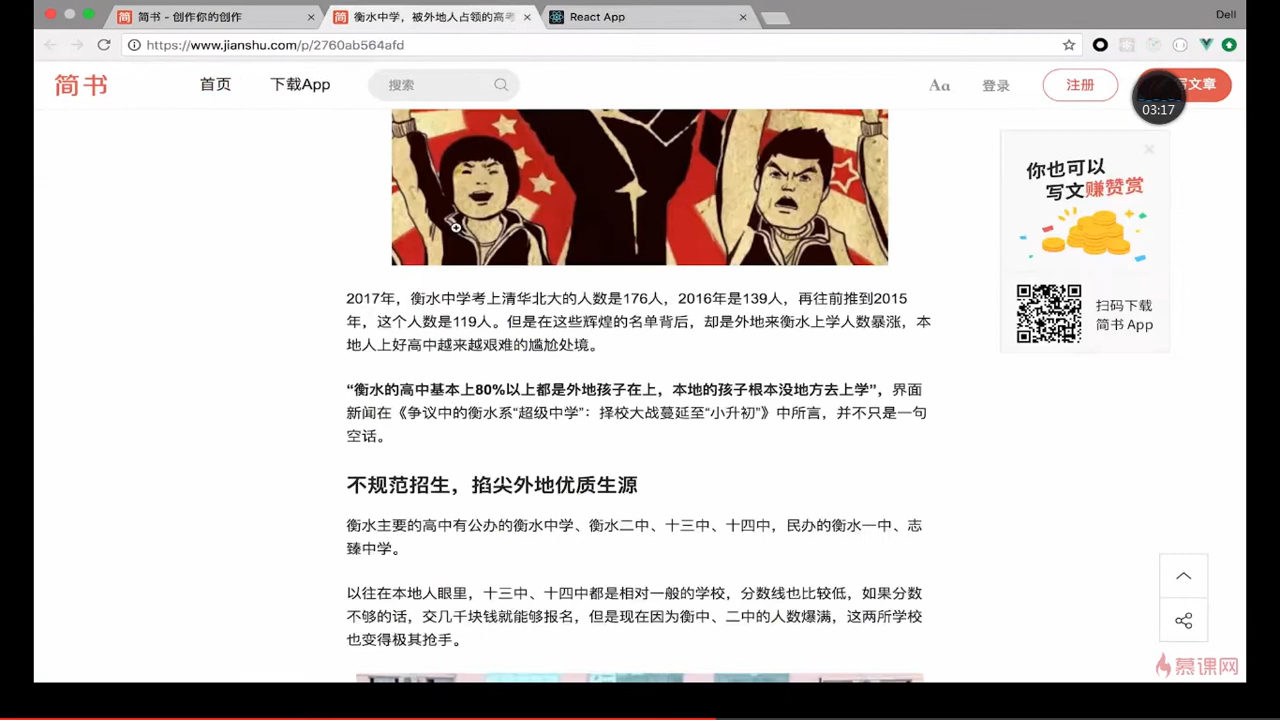 简书 - 创作你的创作
衡水中学，被外地人占领的高考
React App
Dell
https://www.jianshu.com/p/2760ab564afd
简书
首页
下载App
搜索
Aa
登录
注册
写文章
03:17
你也可以
写文赚赞赏
扫码下载
简书 App
2017年，衡水中学考上清华北大的人数是176人，2016年是139人，再往前推到2015
年，这个人数是119人。但是在这些辉煌的名单背后，却是外地来衡水上学人数暴涨，本
地人上好高中越来越艰难的尴尬处境。
“衡水的高中基本上80%以上都是外地孩子在上，本地的孩子根本没地方去上学”，界面
新闻在《争议中的衡水系“超级中学”：择校大战蔓延至“小升初”》中所言，并不只是一句
空话。
不规范招生，掐尖外地优质生源
衡水主要的高中有公办的衡水中学、衡水二中、十三中、十四中，民办的衡水一中、志
臻中学。
以往在本地人眼里，十三中、十四中都是相对一般的学校，分数线也比较低，如果分数
不够的话，交几千块钱就能够报名，但是现在因为衡中、二中的人数爆满，这两所学校
也变得极其抢手。
慕课网